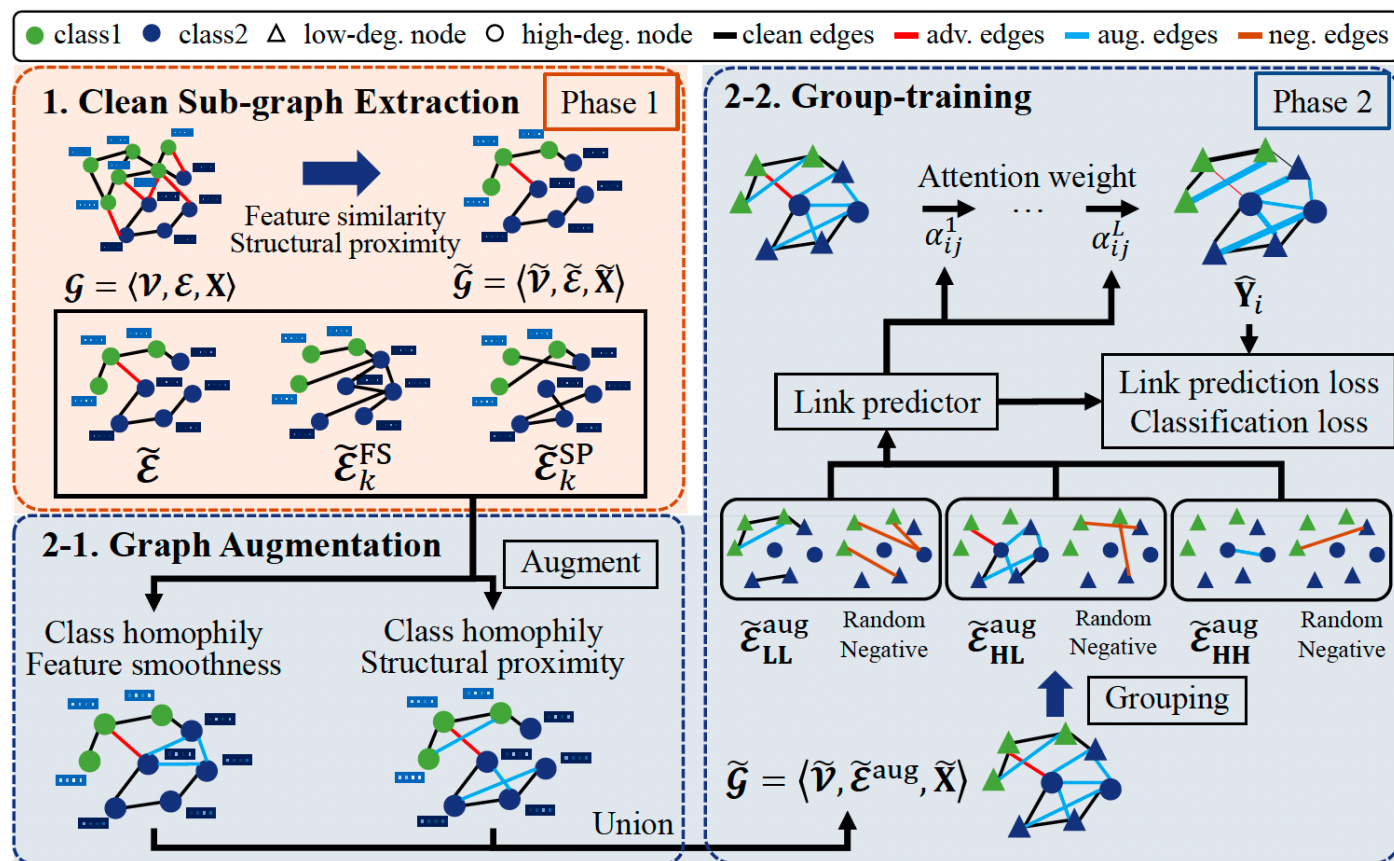 class1 class2 low-deg. node high-deg. node clean edges adv. edges aug. edges neg. edges
1. Clean Sub-graph Extraction
Phase 1
Feature similarity
Structural proximity
𝓖 = ⟨𝓥, 𝓔, 𝐗⟩
𝓖̃ = ⟨𝓥̃, 𝓔̃, 𝐗̃⟩
𝓔̃
𝓔̃ₖ^FS
𝓔̃ₖ^SP
2-1. Graph Augmentation
Augment
Class homophily
Feature smoothness
Class homophily
Structural proximity
Union
2-2. Group-training
Phase 2
Attention weight
α_ij^1
...
α_ij^L
𝐘̂_i
Link predictor
Link prediction loss
Classification loss
𝓔̃_LL^aug
Random
Negative
𝓔̃_HL^aug
Random
Negative
𝓔̃_HH^aug
Random
Negative
Grouping
𝓖̃ = ⟨𝓥̃, 𝓔̃^aug, 𝐗̃⟩